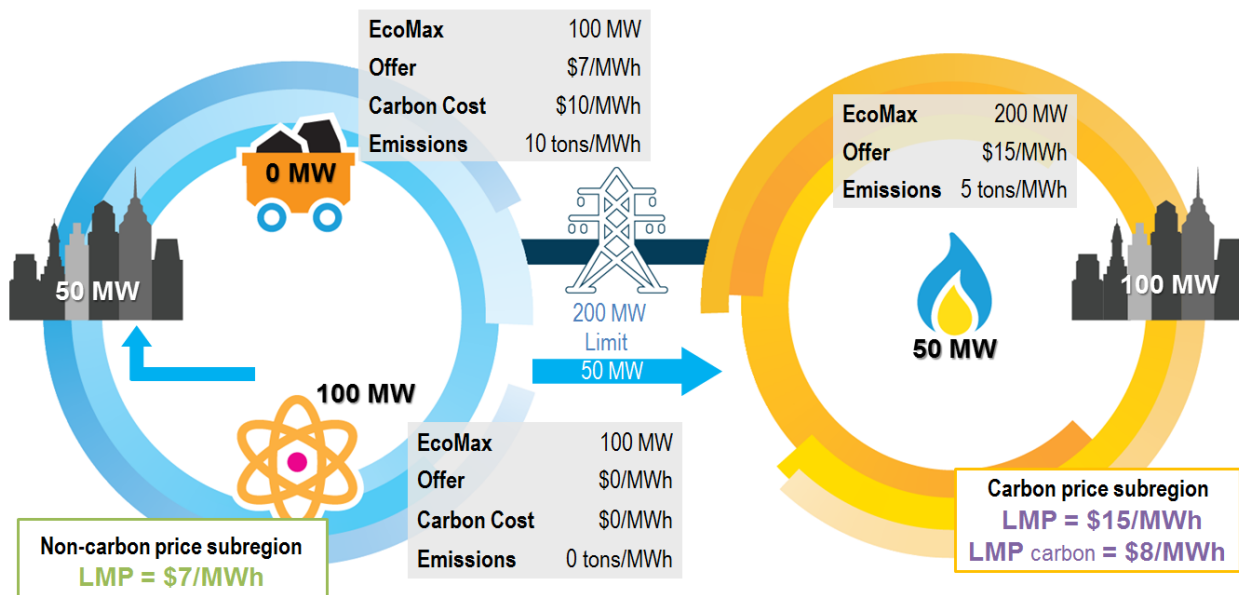 EcoMax 100 MW
Offer $7/MWh
Carbon Cost $10/MWh
Emissions 10 tons/MWh
0 MW
50 MW
EcoMax 200 MW
Offer $15/MWh
Emissions 5 tons/MWh
100 MW
200 MW
Limit
50 MW
50 MW
100 MW
EcoMax 100 MW
Offer $0/MWh
Carbon Cost $0/MWh
Emissions 0 tons/MWh
Non-carbon price subregion
LMP = $7/MWh
Carbon price subregion
LMP = $15/MWh
LMP carbon = $8/MWh